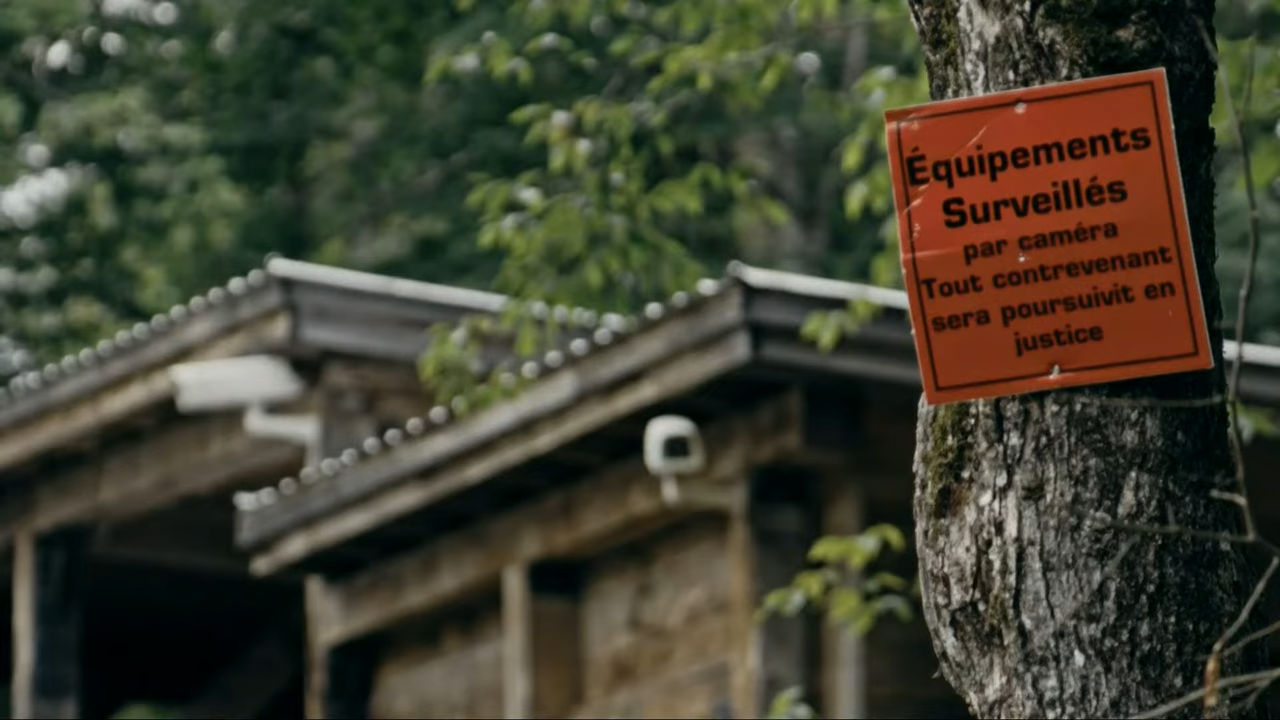 Équipements
Surveillés
par caméra
Tout contrevenant
sera poursuivit en
justice